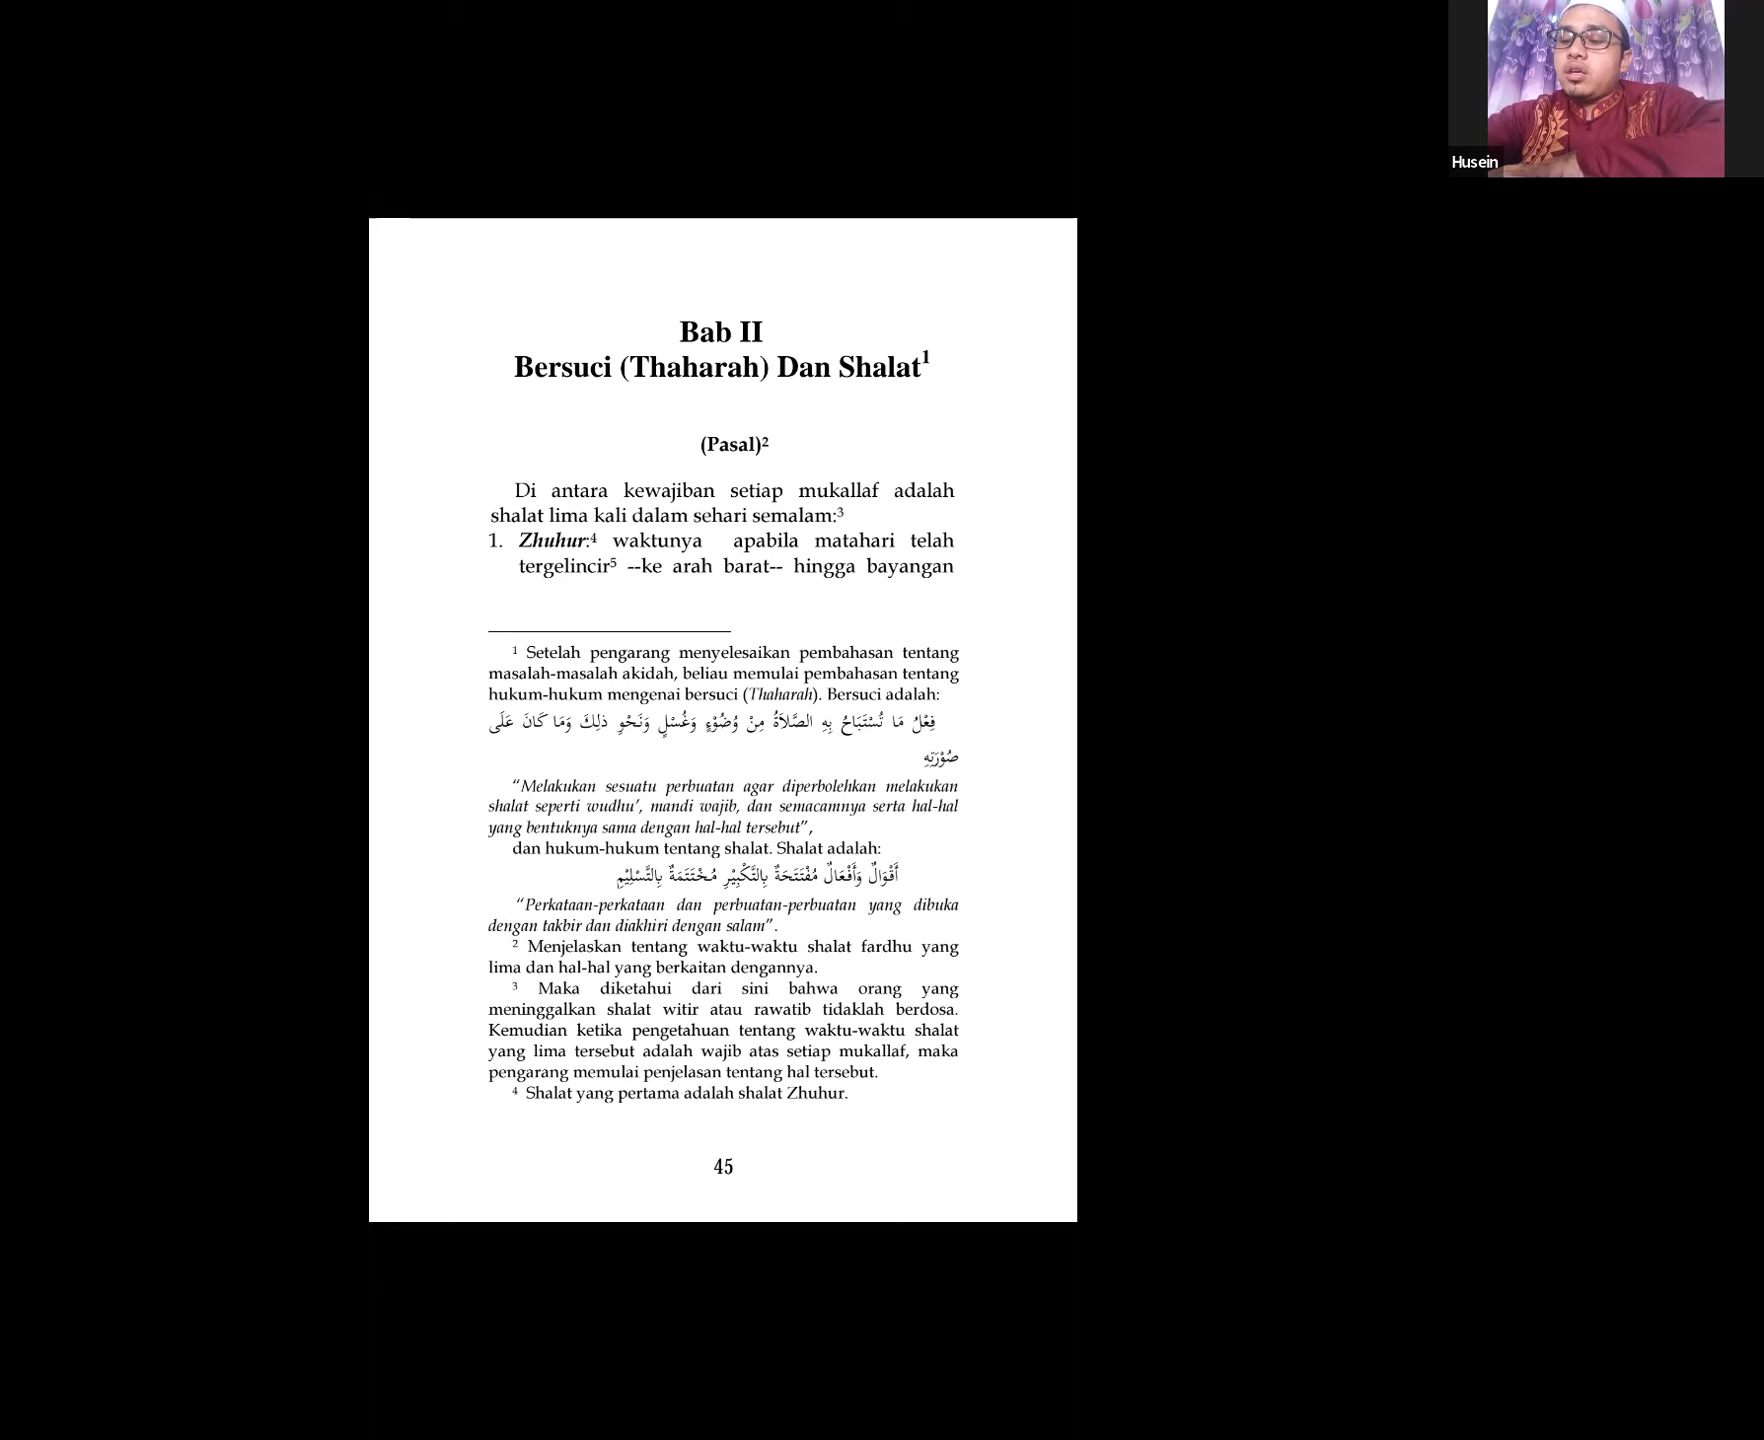 Husein
Bab II
Bersuci (Thaharah) Dan Shalat¹
(Pasal)²
Di antara kewajiban setiap mukallaf adalah
shalat lima kali dalam sehari semalam:³
1. Zhuhur:⁴ waktunya apabila matahari telah
tergelincir⁵ --ke arah barat-- hingga bayangan
¹ Setelah pengarang menyelesaikan pembahasan tentang
masalah-masalah akidah, beliau memulai pembahasan tentang
hukum-hukum mengenai bersuci (Thaharah). Bersuci adalah:
فِعْلُ مَا تُسْتَبَاحُ بِهِ الصَّلَاةُ مِنْ وُضُوْءٍ وَغُسْلٍ وَنَحْوِ ذٰلِكَ وَمَا كَانَ عَلَى
صُوْرَتِهِ
“Melakukan sesuatu perbuatan agar diperbolehkan melakukan
shalat seperti wudhu’, mandi wajib, dan semacamnya serta hal-hal
yang bentuknya sama dengan hal-hal tersebut”,
dan hukum-hukum tentang shalat. Shalat adalah:
أَقْوَالٌ وَأَفْعَالٌ مُفْتَتَحَةٌ بِالتَّكْبِيْرِ مُخْتَتَمَةٌ بِالتَّسْلِيْمِ
“Perkataan-perkataan dan perbuatan-perbuatan yang dibuka
dengan takbir dan diakhiri dengan salam”.
² Menjelaskan tentang waktu-waktu shalat fardhu yang
lima dan hal-hal yang berkaitan dengannya.
³ Maka diketahui dari sini bahwa orang yang
meninggalkan shalat witir atau rawatib tidaklah berdosa.
Kemudian ketika pengetahuan tentang waktu-waktu shalat
yang lima tersebut adalah wajib atas setiap mukallaf, maka
pengarang memulai penjelasan tentang hal tersebut.
⁴ Shalat yang pertama adalah shalat Zhuhur.
45